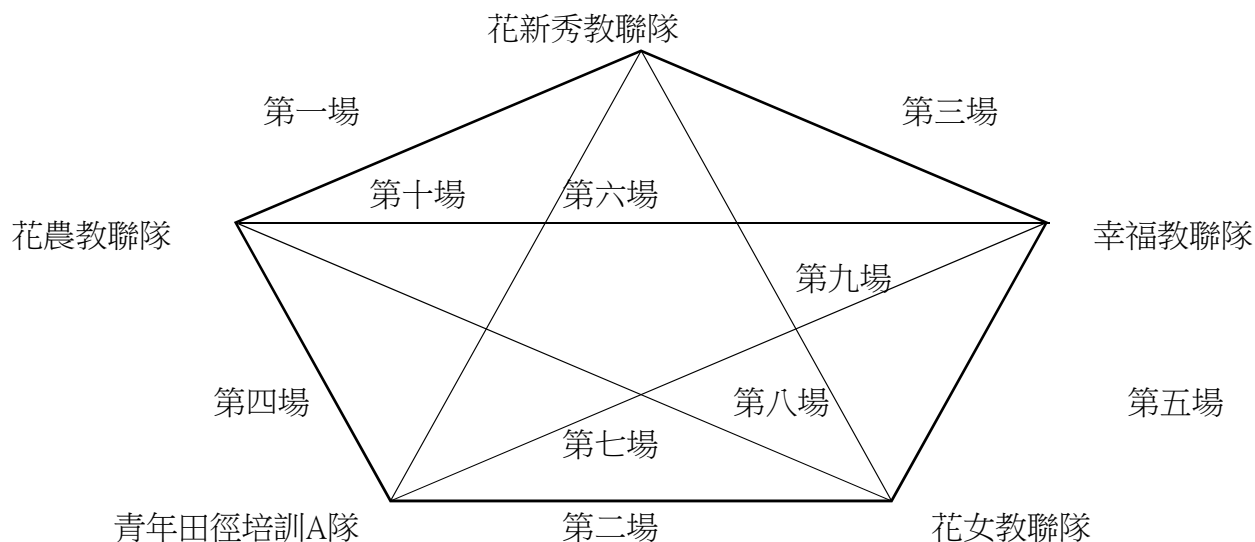 花新秀教聯隊
第一場
第三場
第十場
第六場
花農教聯隊
幸福教聯隊
第九場
第四場
第八場
第五場
第七場
青年田徑培訓A隊
第二場
花女教聯隊